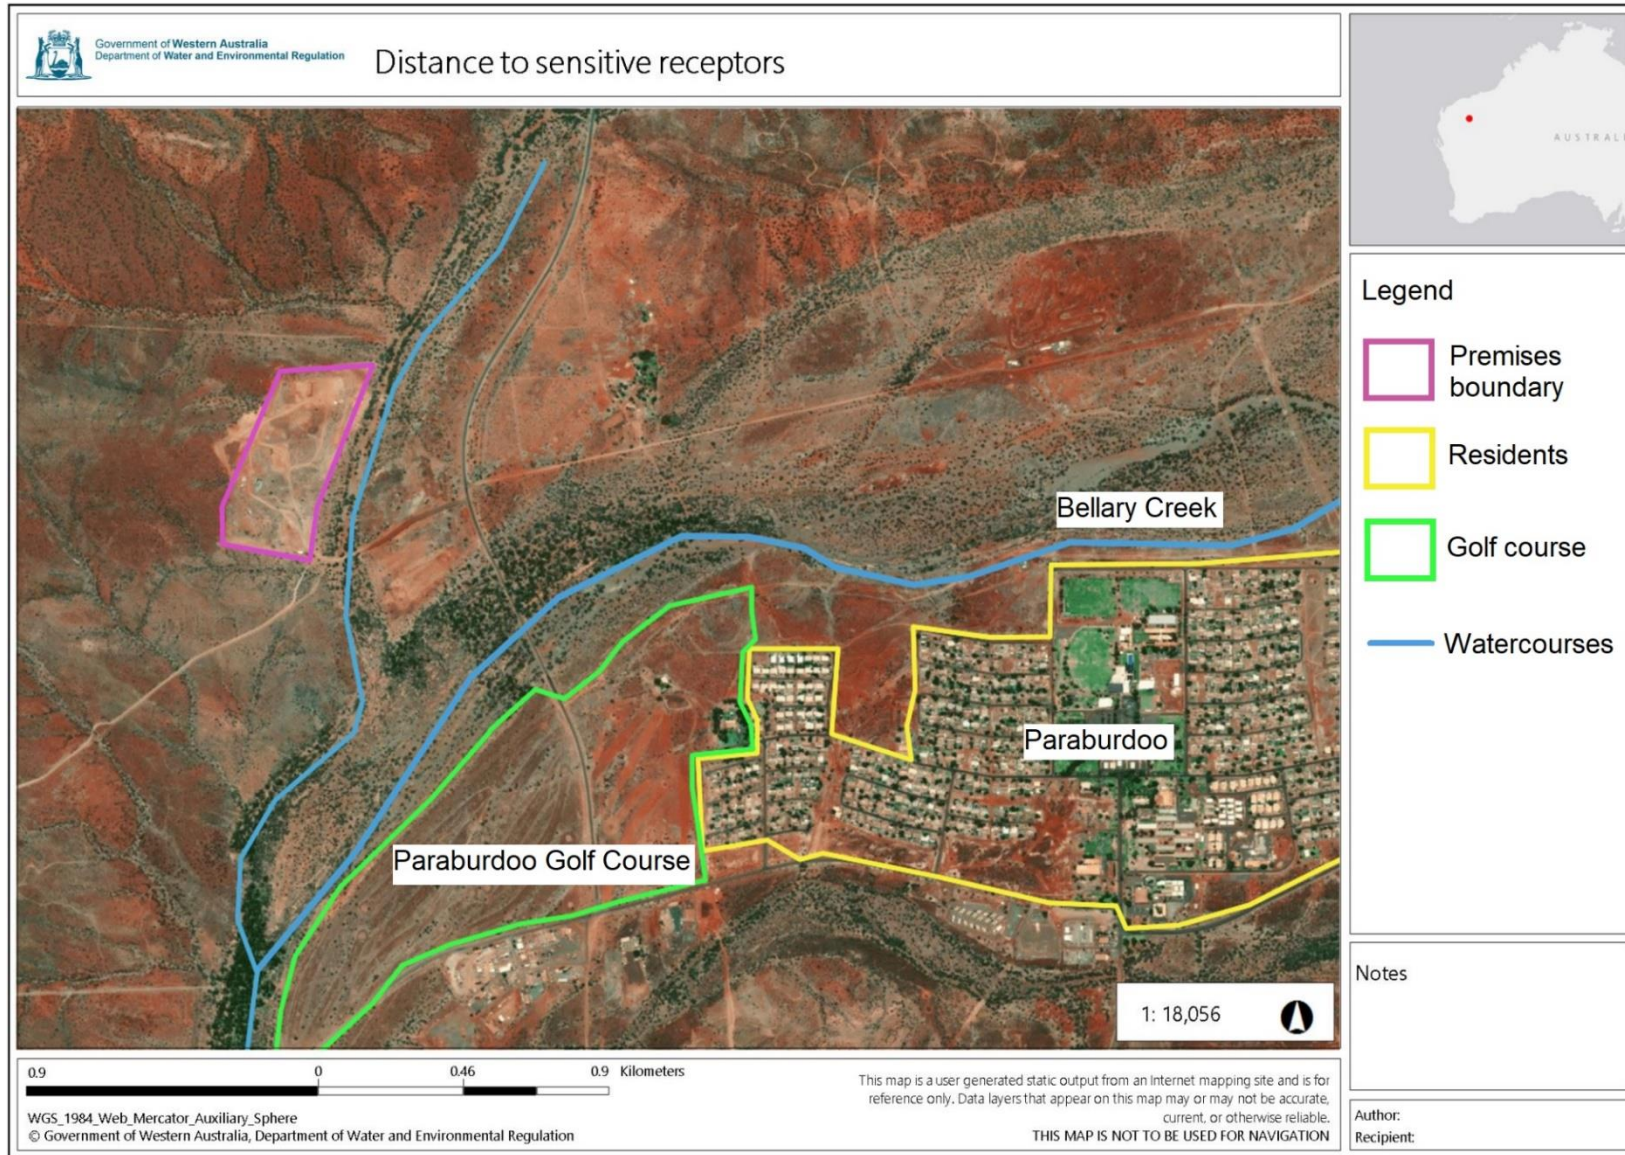 Government of Western Australia
Department of Water and Environmental Regulation
Distance to sensitive receptors
Legend
Premises
boundary
Residents
Golf course
Watercourses
Bellary Creek
Paraburdoo
Paraburdoo Golf Course
1: 18,056
Notes
0.9 0 0.46 0.9 Kilometers
WGS_1984_Web_Mercator_Auxiliary_Sphere
© Government of Western Australia, Department of Water and Environmental Regulation
This map is a user generated static output from an Internet mapping site and is for
reference only. Data layers that appear on this map may or may not be accurate,
current, or otherwise reliable.
THIS MAP IS NOT TO BE USED FOR NAVIGATION
Author:
Recipient: